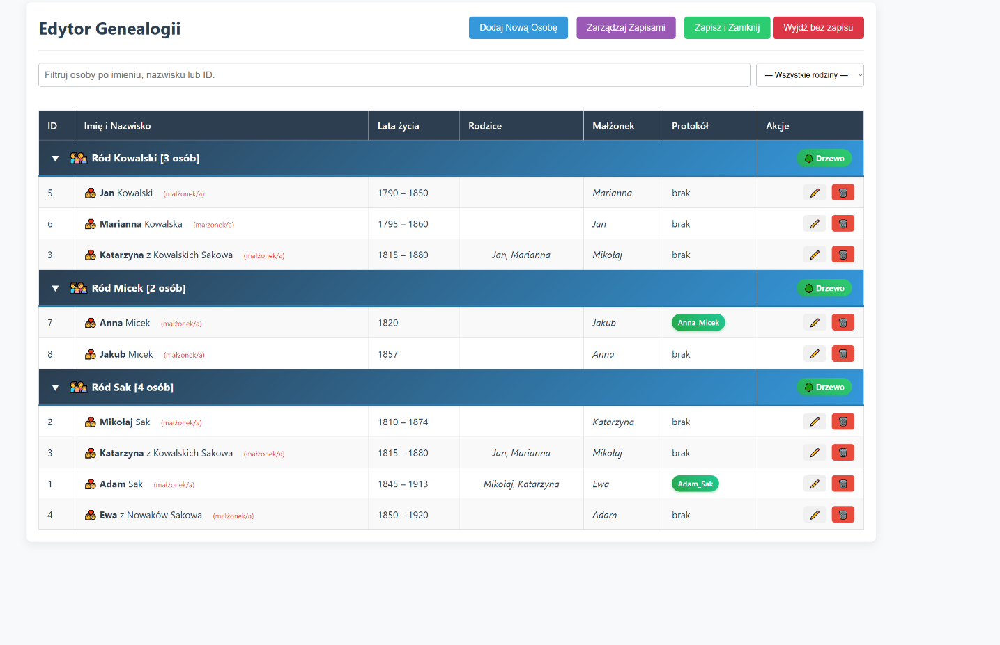 Edytor Genealogii
Dodaj Nową Osobę Zarządzaj Zapisami Zapisz i Zamknij Wyjdź bez zapisu
Filtruj osoby po imieniu, nazwisku lub ID. — Wszystkie rodziny —
ID Imię i Nazwisko Lata życia Rodzice Małżonek Protokół Akcje
▼ Ród Kowalski [3 osób] Drzewo
5 Jan Kowalski (małżonek/a) 1790 – 1850 Marianna brak
6 Marianna Kowalska (małżonek/a) 1795 – 1860 Jan brak
3 Katarzyna z Kowalskich Sakowa (małżonek/a) 1815 – 1880 Jan, Marianna Mikołaj brak
▼ Ród Micek [2 osób] Drzewo
7 Anna Micek (małżonek/a) 1820 Jakub Anna_Micek
8 Jakub Micek (małżonek/a) 1857 Anna brak
▼ Ród Sak [4 osób] Drzewo
2 Mikołaj Sak (małżonek/a) 1810 – 1874 Katarzyna brak
3 Katarzyna z Kowalskich Sakowa (małżonek/a) 1815 – 1880 Jan, Marianna Mikołaj brak
1 Adam Sak (małżonek/a) 1845 – 1913 Mikołaj, Katarzyna Ewa Adam_Sak
4 Ewa z Nowaków Sakowa (małżonek/a) 1850 – 1920 Adam brak